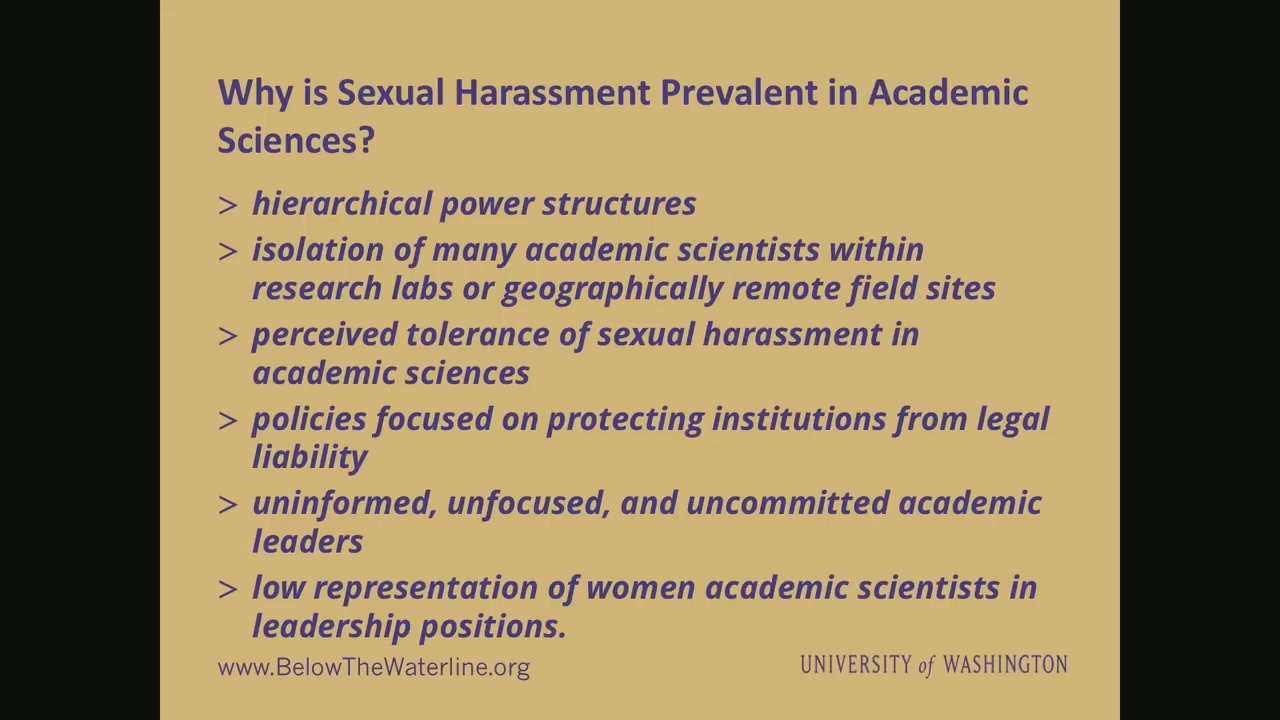 Why is Sexual Harassment Prevalent in Academic
Sciences?
> hierarchical power structures
> isolation of many academic scientists within
research labs or geographically remote field sites
> perceived tolerance of sexual harassment in
academic sciences
> policies focused on protecting institutions from legal
liability
> uninformed, unfocused, and uncommitted academic
leaders
> low representation of women academic scientists in
leadership positions.
www.BelowTheWaterline.org
UNIVERSITY of WASHINGTON